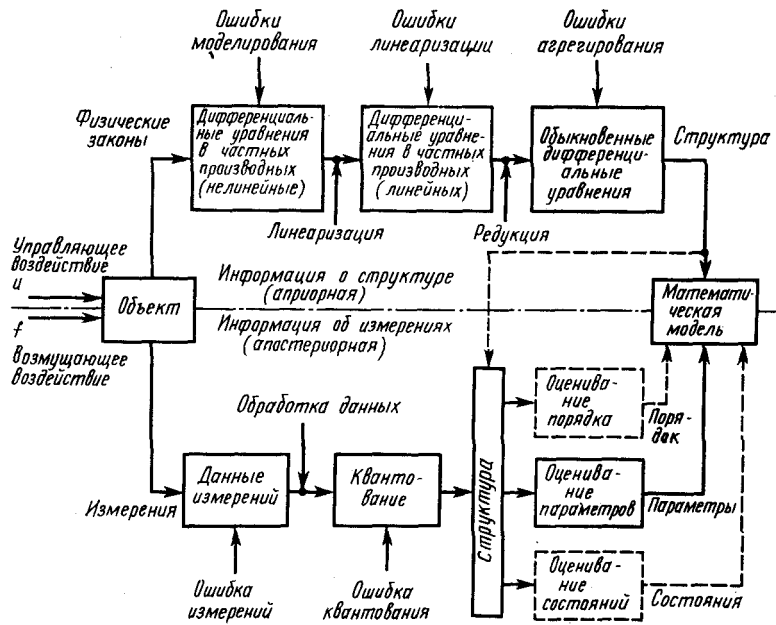 Ошибки
моделирования
Ошибки
линеаризации
Ошибки
агрегирования
Физические
законы
Дифференциаль-
ные уравнения
в частных
производных
(нелинейные)
Дифференци-
альные уравне-
ния в частных
производных
(линейных)
Обыкновенные
дифференци-
альные
уравнения
Структура
Линеаризация
Редукция
Управляющее
воздействие
u
Объект
Информация о структуре
(априорная)
Математи-
ческая
модель
f
Возмущающее
воздействие
Информация об измерениях
(апостериорная)
Обработка данных
Структура
Оценива-
ние
порядка
Поря-
док
Измерения
Данные
измерений
Кванто-
вание
Оценива-
ние
параметров
Параметры
Ошибка
измерений
Ошибка
квантования
Оценива-
ние
состояний
Состояния